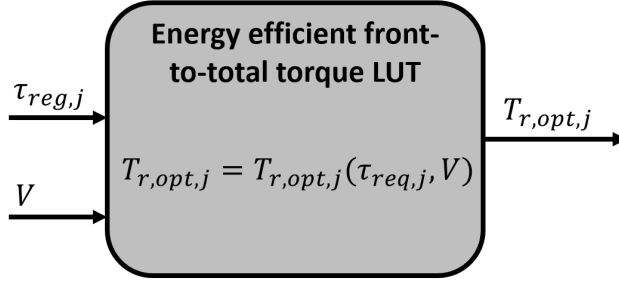 Energy efficient front-
to-total torque LUT
τ_{reg,j}
T_{r,opt,j}
T_{r,opt,j} = T_{r,opt,j}(τ_{req,j}, V)
V